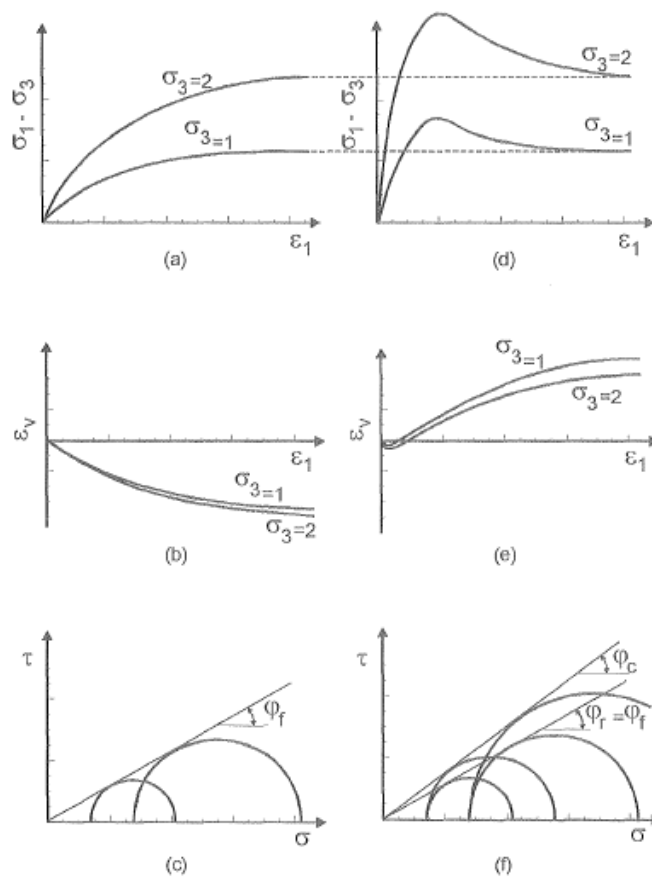 σ₁ - σ₃
σ₃=2
σ₃=1
ε₁
(a)
σ₁ - σ₃
σ₃=2
σ₃=1
ε₁
(d)
εᵥ
ε₁
σ₃=1
σ₃=2
(b)
εᵥ
σ₃=1
σ₃=2
ε₁
(e)
τ
φf
σ
(c)
τ
φc
φr = φf
σ
(f)